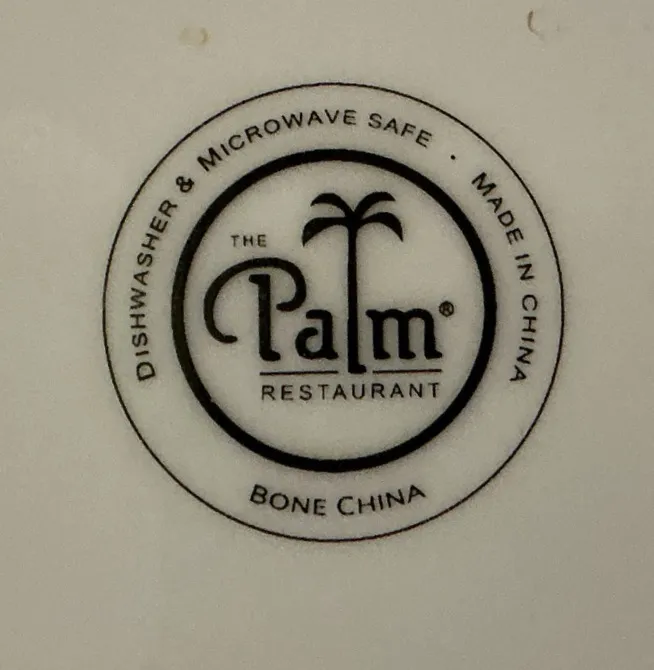 DISHWASHER & MICROWAVE SAFE · MADE IN CHINA
THE
Palm®
RESTAURANT
BONE CHINA